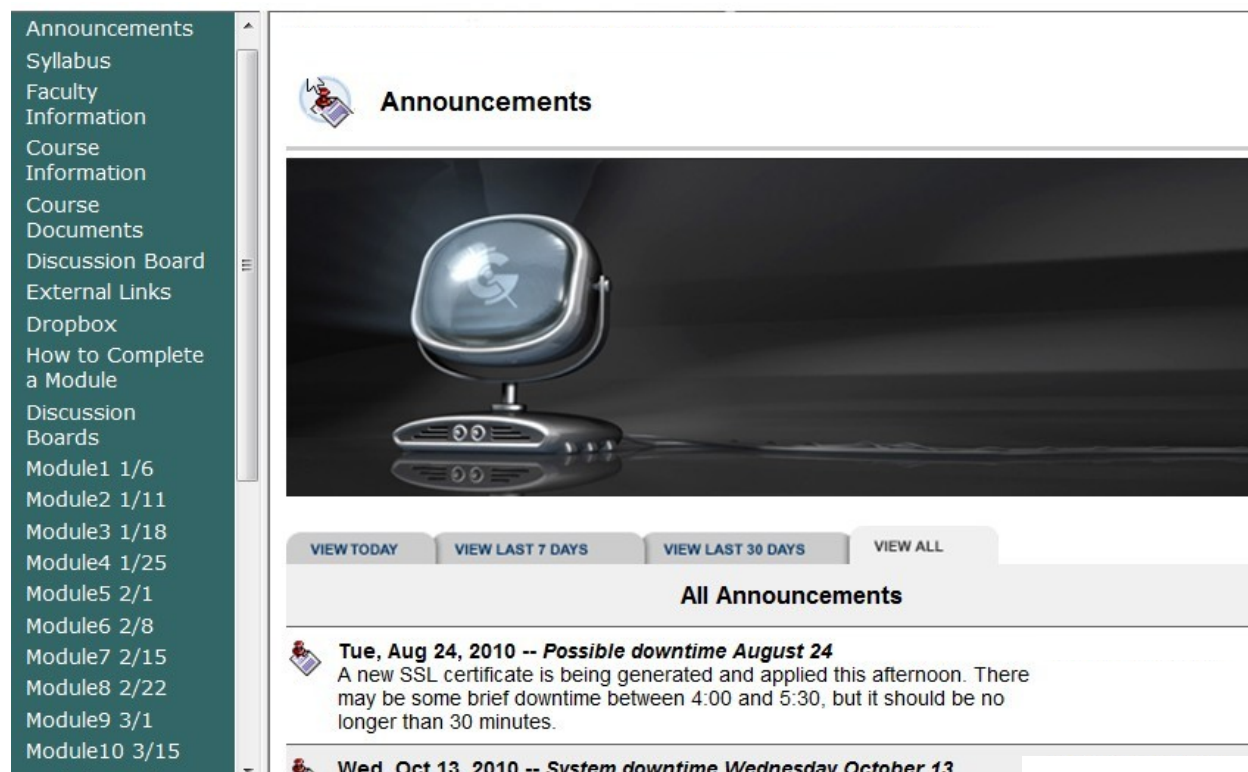 Announcements
Syllabus
Faculty
Information
Course
Information
Course
Documents
Discussion Board
External Links
Dropbox
How to Complete
a Module
Discussion
Boards
Module1 1/6
Module2 1/11
Module3 1/18
Module4 1/25
Module5 2/1
Module6 2/8
Module7 2/15
Module8 2/22
Module9 3/1
Module10 3/15
Announcements
VIEW TODAY
VIEW LAST 7 DAYS
VIEW LAST 30 DAYS
VIEW ALL
All Announcements
Tue, Aug 24, 2010 -- Possible downtime August 24
A new SSL certificate is being generated and applied this afternoon. There
may be some brief downtime between 4:00 and 5:30, but it should be no
longer than 30 minutes.
Wed, Oct 13, 2010 -- System downtime Wednesday October 13